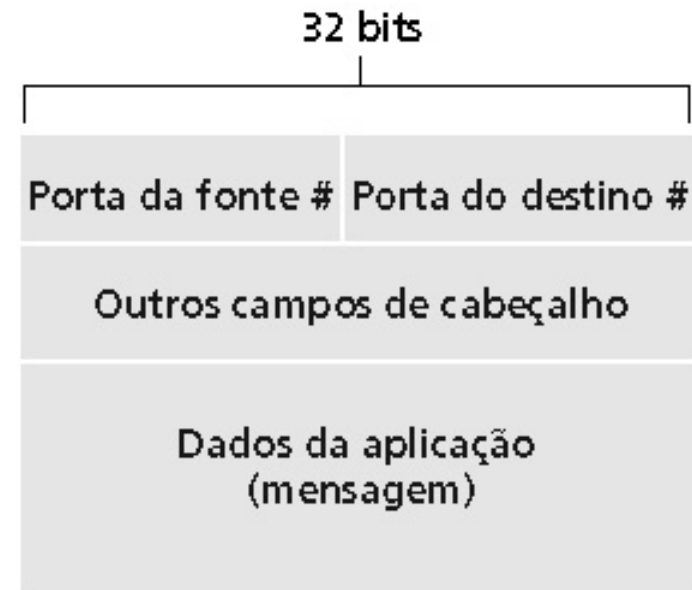 32 bits
Porta da fonte # Porta do destino #
Outros campos de cabeçalho
Dados da aplicação
(mensagem)